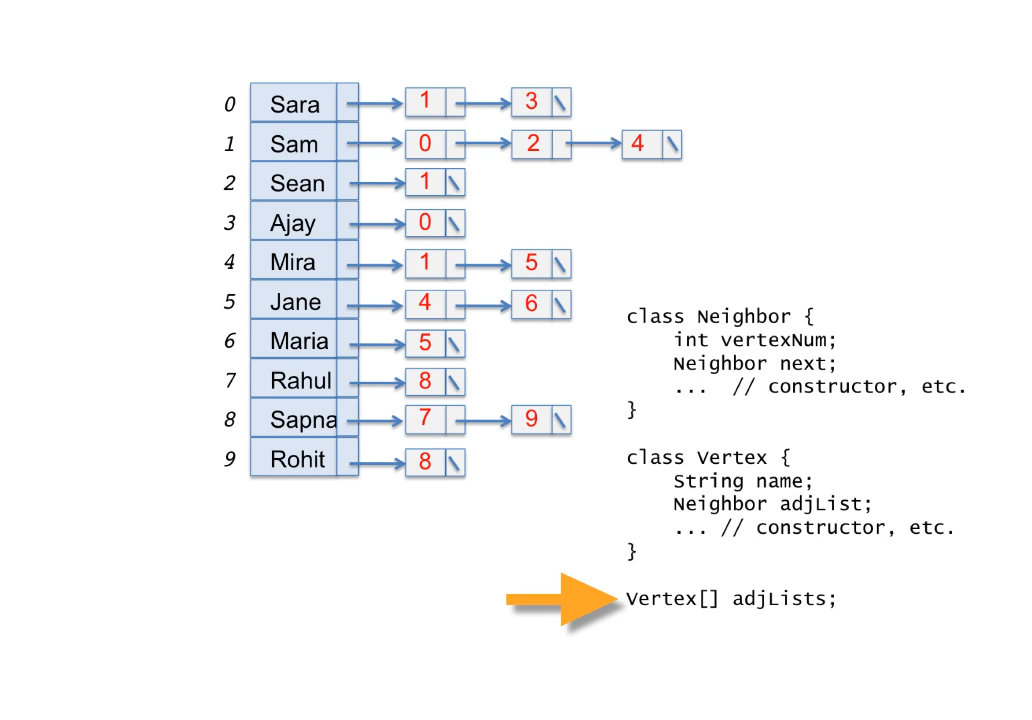 0 Sara 1 3
1 Sam 0 2 4
2 Sean 1
3 Ajay 0
4 Mira 1 5
5 Jane 4 6
6 Maria 5
7 Rahul 8
8 Sapna 7 9
9 Rohit 8
class Neighbor {
    int vertexNum;
    Neighbor next;
    ...  // constructor, etc.
}
class Vertex {
    String name;
    Neighbor adjList;
    ... // constructor, etc.
}
Vertex[] adjLists;